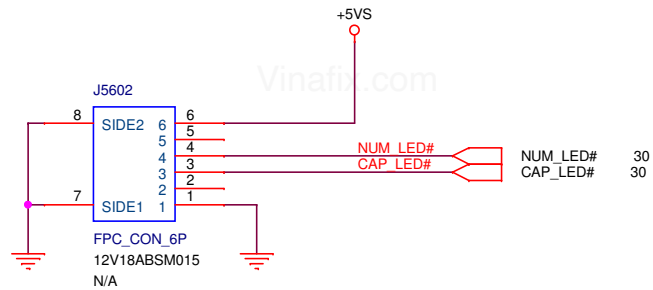 +5VS
Vinafix.com
J5602
8 SIDE2 6 6
5 5
4 4 NUM_LED# NUM_LED# 30
3 3 CAP_LED# CAP_LED# 30
2 2
7 SIDE1 1 1
FPC_CON_6P
12V18ABSM015
N/A